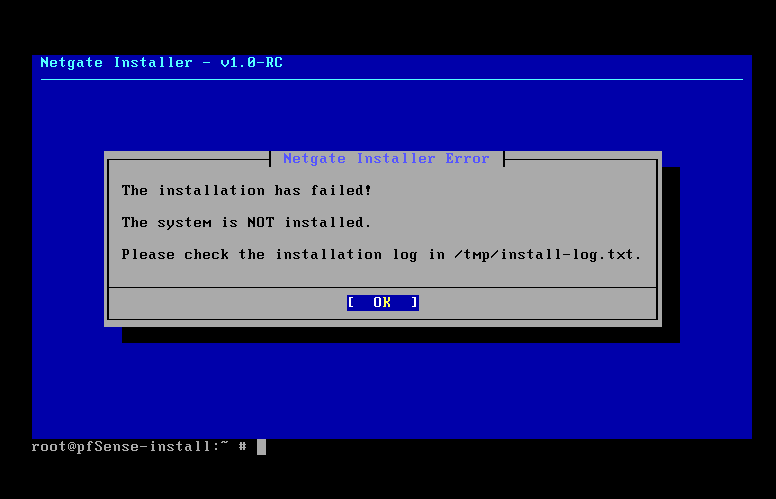 Netgate Installer - v1.0-RC
Netgate Installer Error
The installation has failed!
The system is NOT installed.
Please check the installation log in /tmp/install-log.txt.
[  OK  ]
root@pfSense-install:~ #